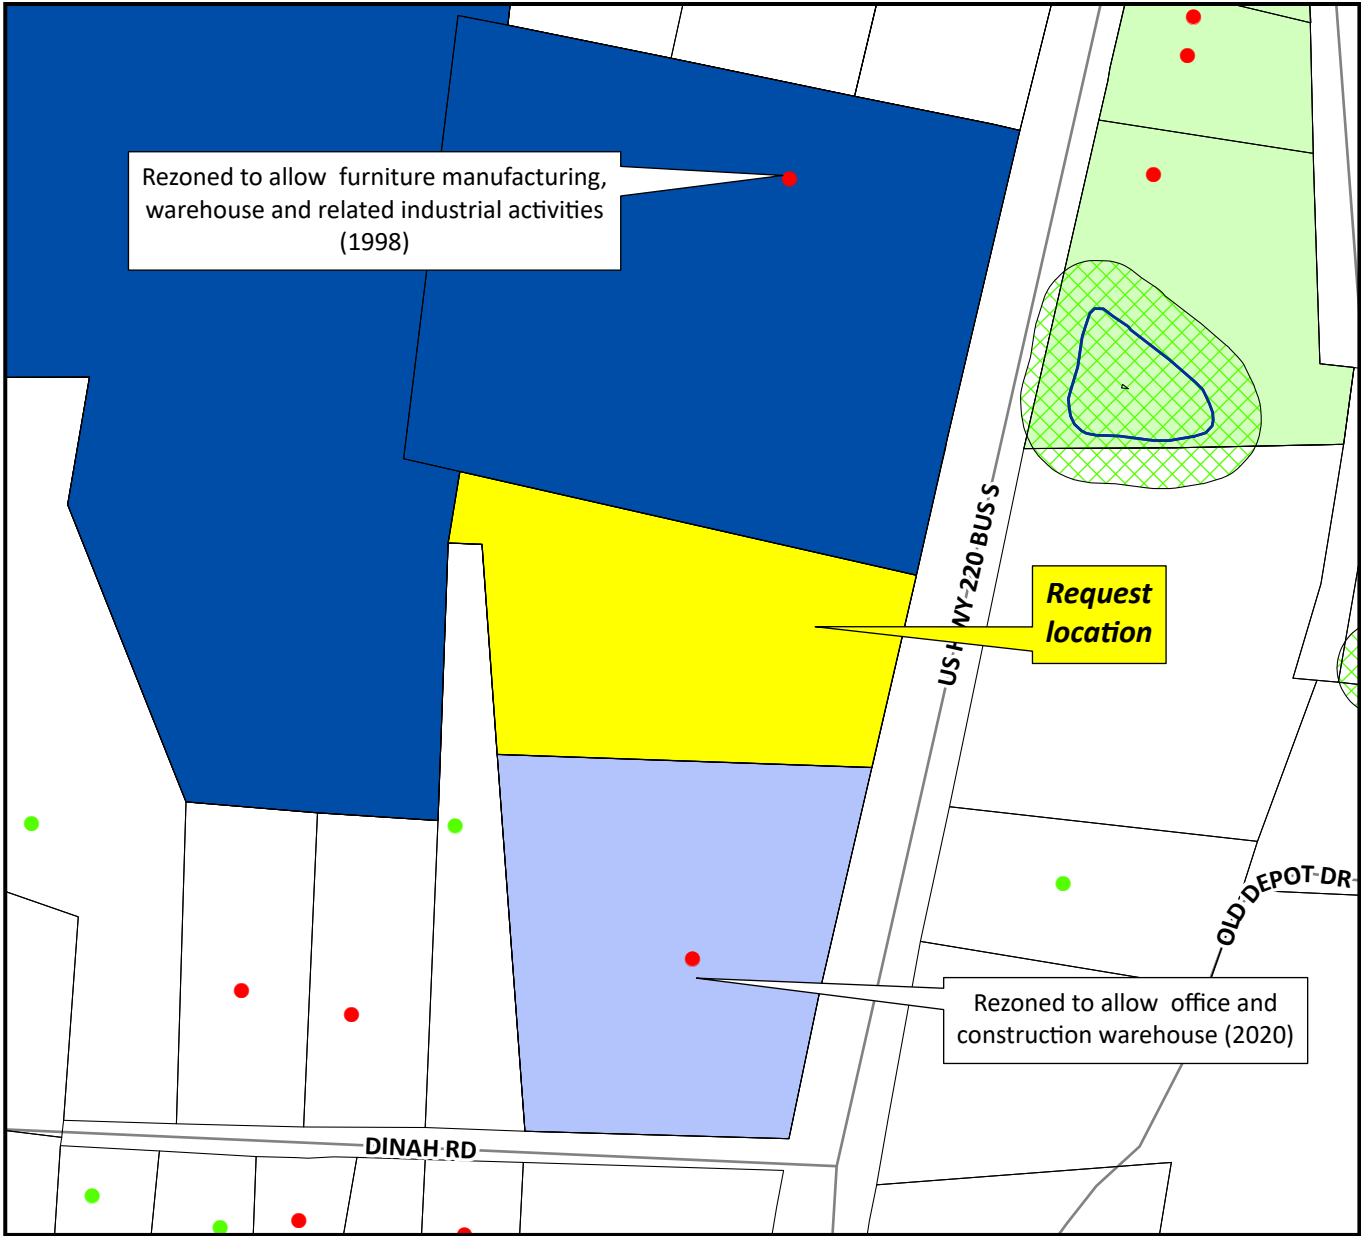 Rezoned to allow furniture manufacturing,
warehouse and related industrial activities
(1998)
US HWY 220 BUS S
Request
location
OLD DEPOT DR
Rezoned to allow office and
construction warehouse (2020)
DINAH RD